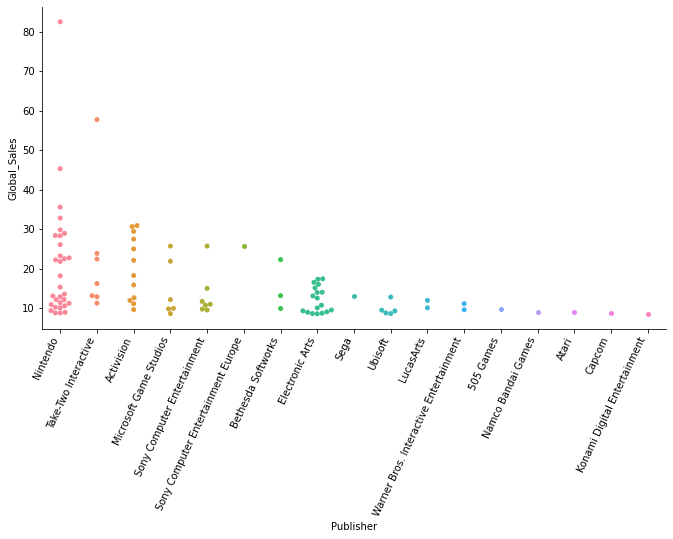 80
70
60
50
40
30
20
10
Global_Sales
Nintendo
Take-Two Interactive
Activision
Microsoft Game Studios
Sony Computer Entertainment
Sony Computer Entertainment Europe
Bethesda Softworks
Electronic Arts
Sega
Ubisoft
LucasArts
Warner Bros. Interactive Entertainment
505 Games
Namco Bandai Games
Atari
Capcom
Konami Digital Entertainment
Publisher